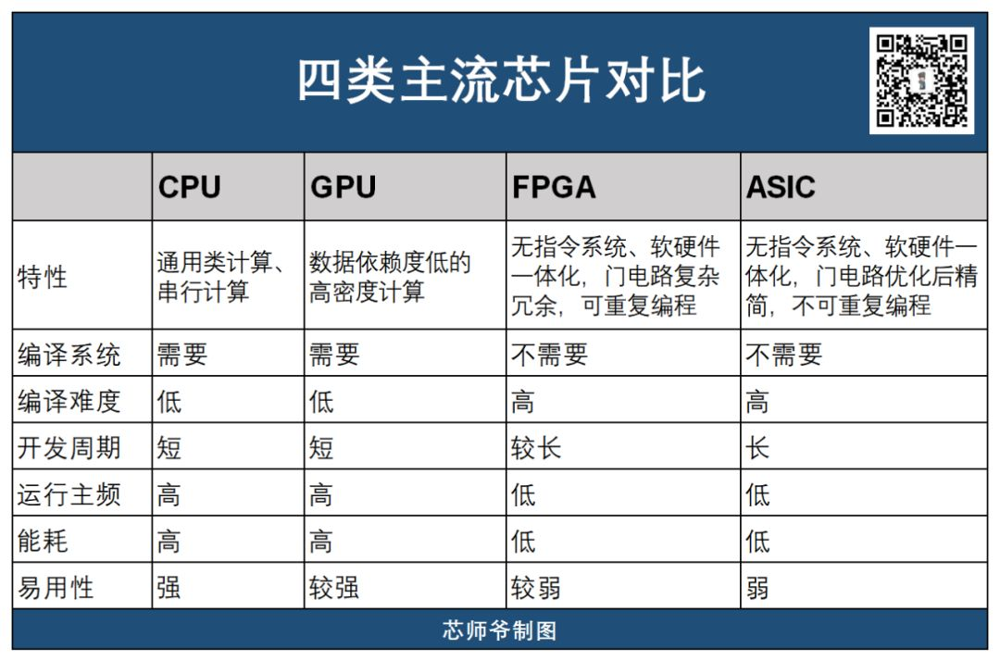 四类主流芯片对比
CPU GPU FPGA ASIC
特性 通用类计算、串行计算 数据依赖度低的高密度计算 无指令系统、软硬件一体化，门电路复杂冗余，可重复编程 无指令系统、软硬件一体化，门电路优化后精简，不可重复编程
编译系统 需要 需要 不需要 不需要
编译难度 低 低 高 高
开发周期 短 短 较长 长
运行主频 高 高 低 低
能耗 高 高 低 低
易用性 强 较强 较弱 弱
芯师爷制图